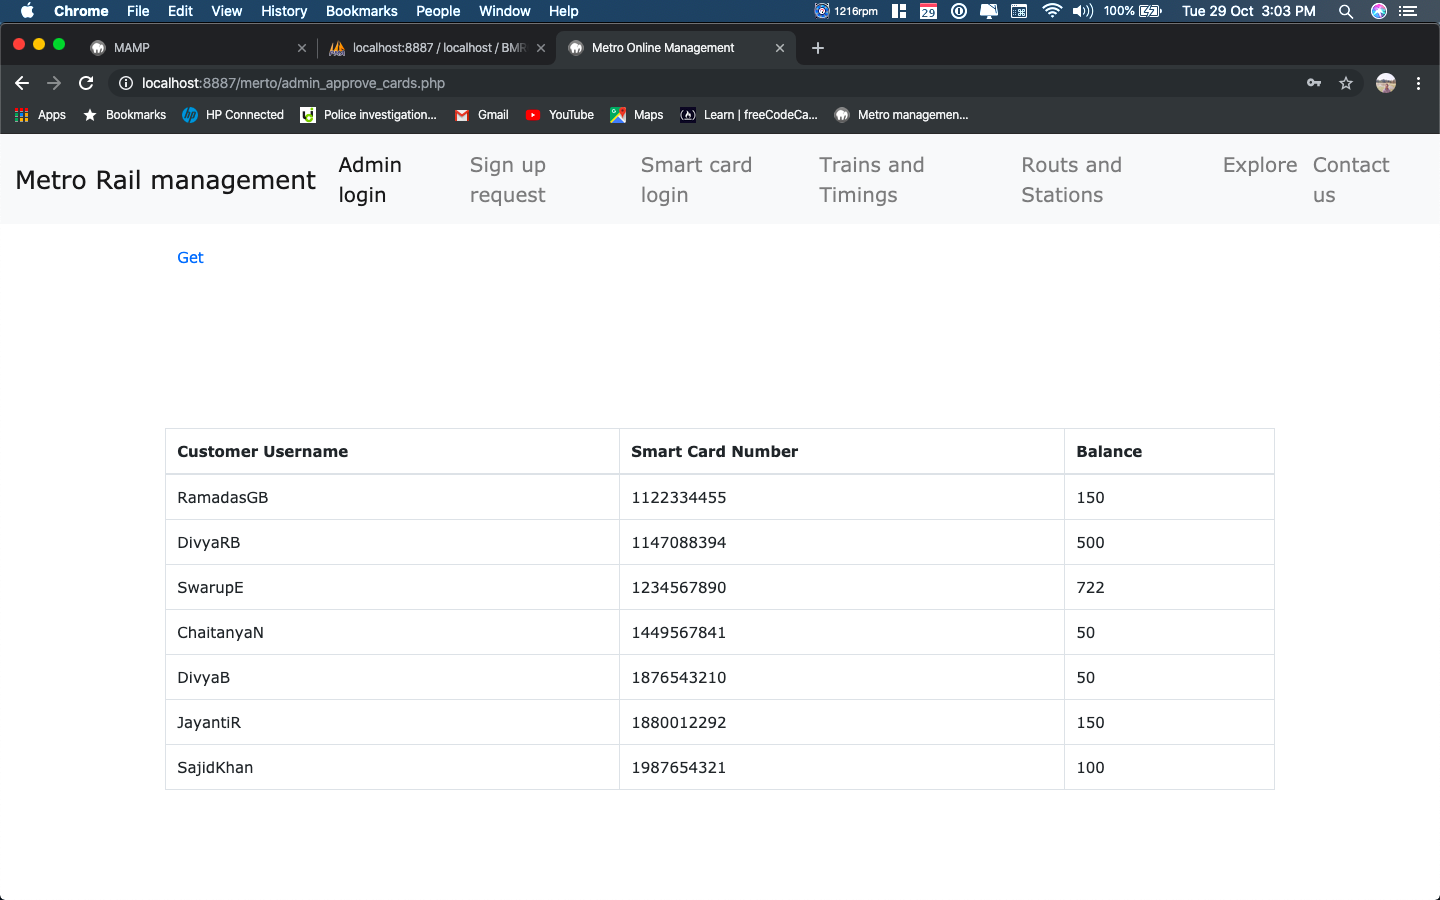 Chrome File Edit View History Bookmarks People Window Help 1216rpm 29 100% Tue 29 Oct 3:03 PM
MAMP localhost:8887 / localhost / BMR Metro Online Management
localhost:8887/merto/admin_approve_cards.php
Apps Bookmarks HP Connected Police investigation... Gmail YouTube Maps Learn | freeCodeCa... Metro managemen...
Metro Rail management Admin login Sign up request Smart card login Trains and Timings Routs and Stations Explore Contact us
Get
Customer Username Smart Card Number Balance
RamadasGB 1122334455 150
DivyaRB 1147088394 500
SwarupE 1234567890 722
ChaitanyaN 1449567841 50
DivyaB 1876543210 50
JayantiR 1880012292 150
SajidKhan 1987654321 100